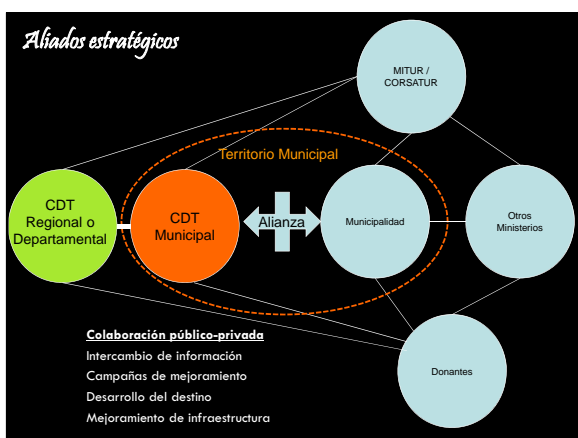 Aliados estratégicos
MITUR /
CORSATUR
Territorio Municipal
CDT
Regional o
Departamental
CDT
Municipal
Alianza
Municipalidad
Otros
Ministerios
Colaboración público-privada
Intercambio de información
Campañas de mejoramiento
Desarrollo del destino
Mejoramiento de infraestructura
Donantes